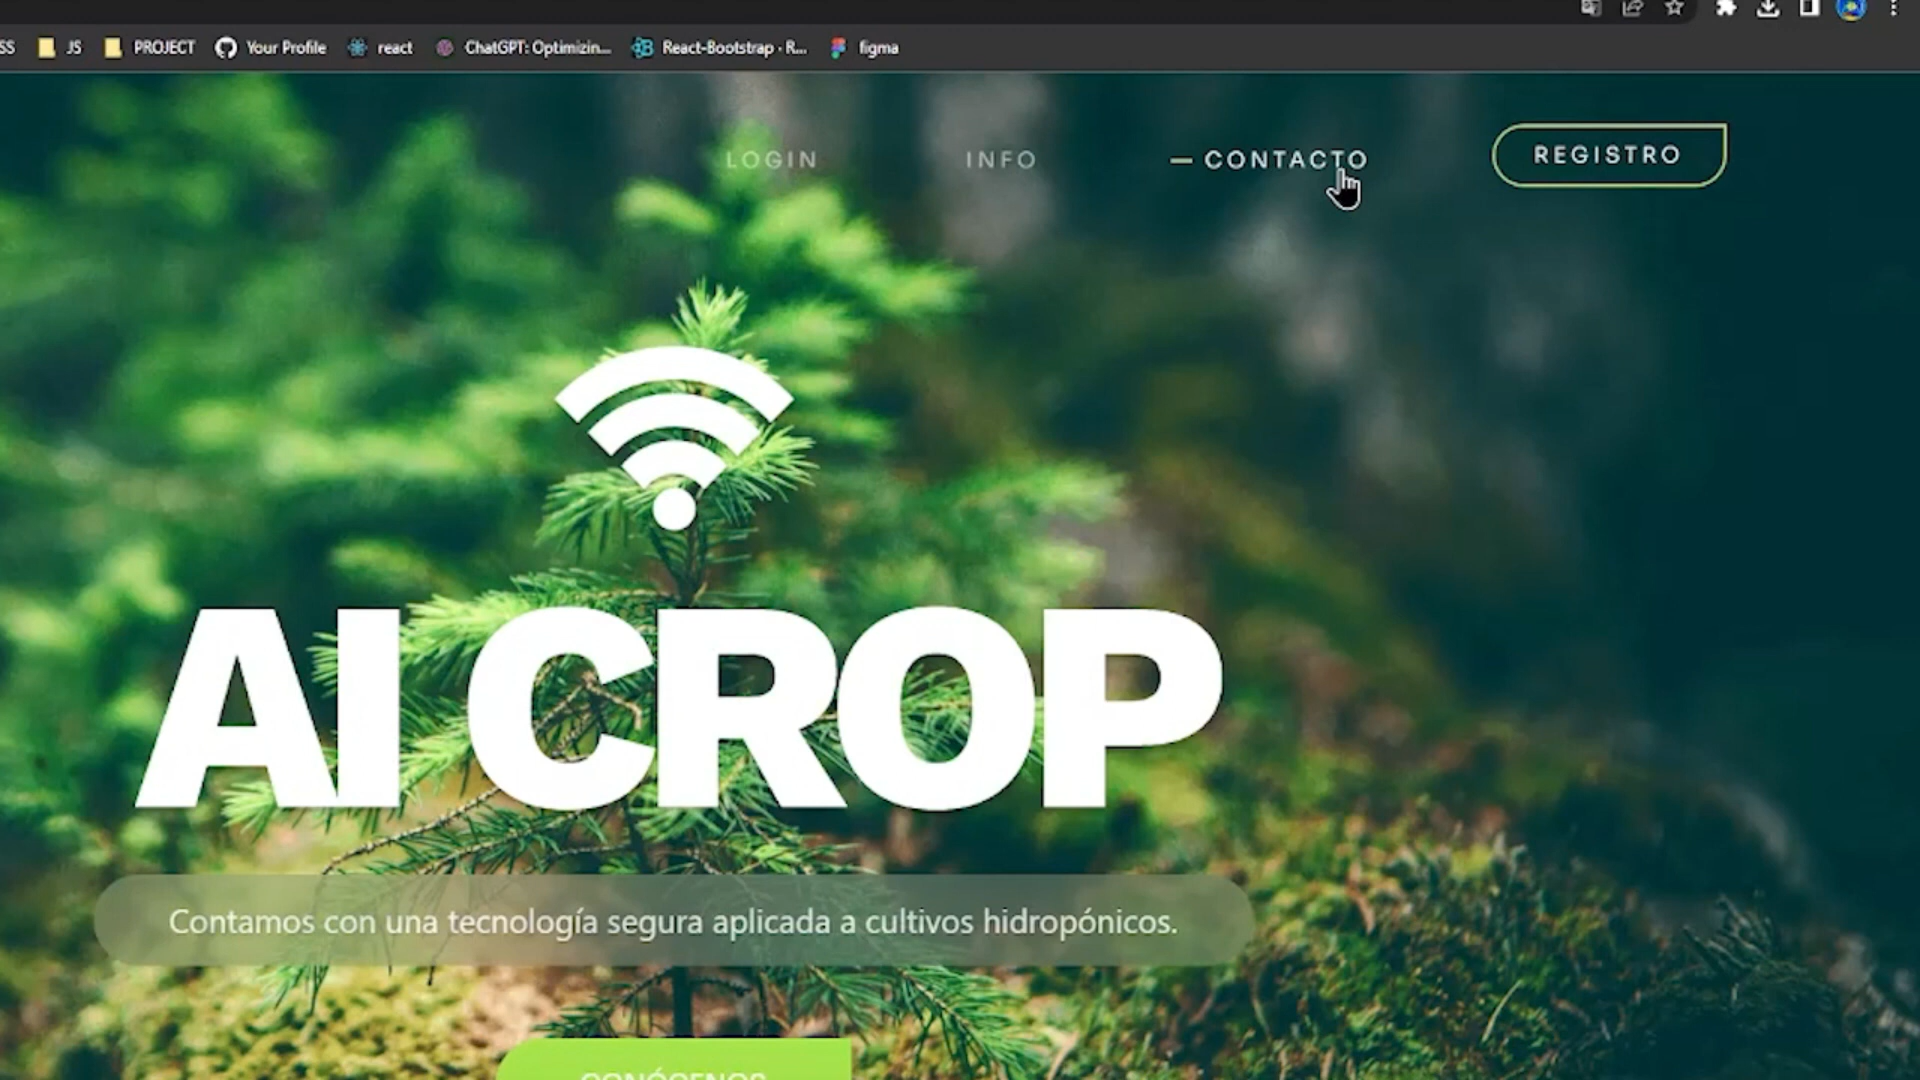 SS JS PROJECT Your Profile react ChatGPT: Optimizin... React-Bootstrap · R... figma
LOGIN INFO CONTACTO REGISTRO
AI CROP
Contamos con una tecnología segura aplicada a cultivos hidropónicos.
CONÓCENOS